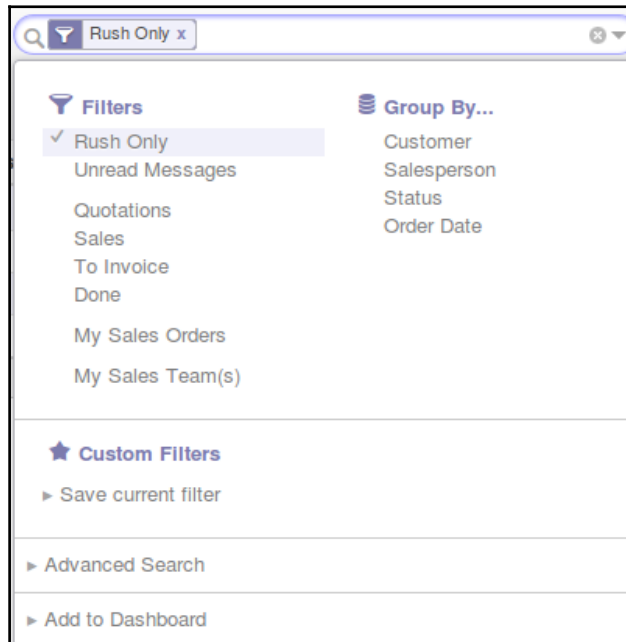 Rush Only x
Filters
Rush Only
Unread Messages
Quotations
Sales
To Invoice
Done
My Sales Orders
My Sales Team(s)
Group By...
Customer
Salesperson
Status
Order Date
Custom Filters
Save current filter
Advanced Search
Add to Dashboard